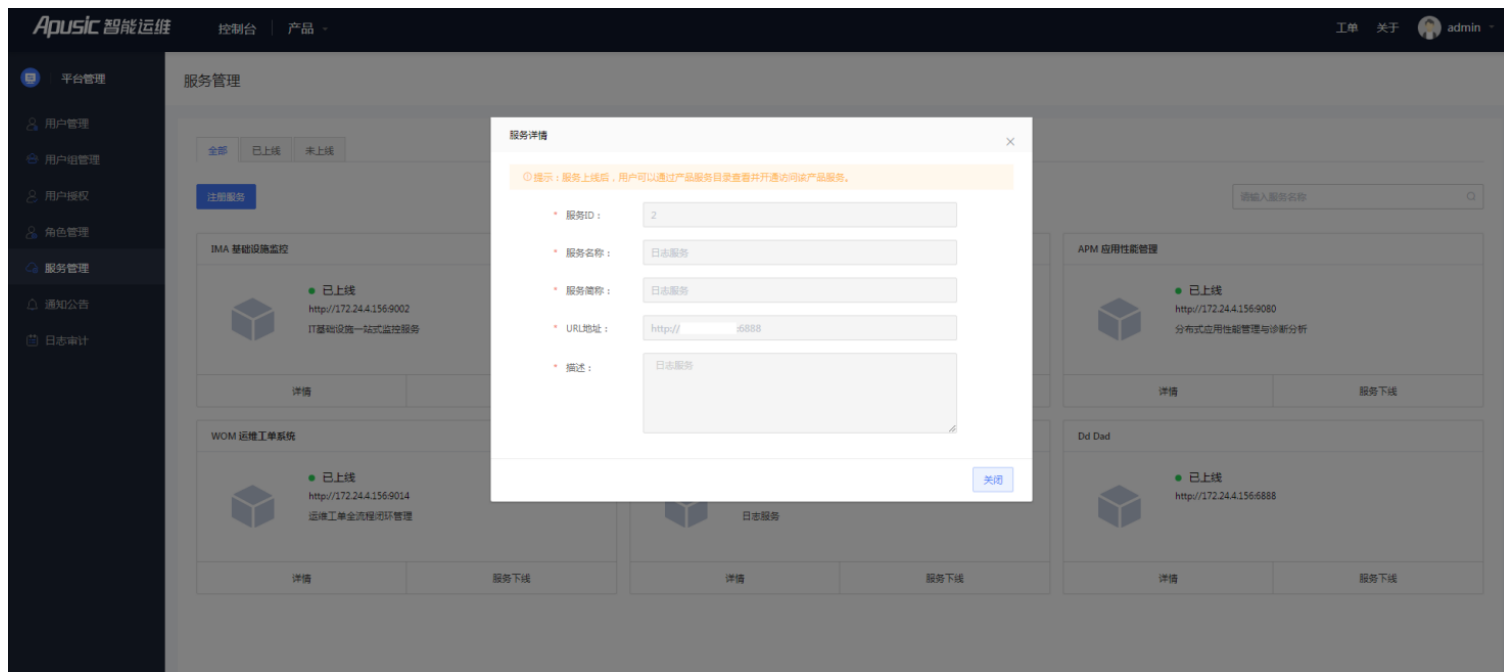 Apusic 智能运维
控制台
产品
工单
关于
admin
平台管理
用户管理
用户组管理
用户授权
角色管理
服务管理
通知公告
日志审计
服务管理
全部
已上线
未上线
注册服务
请输入服务名称
服务详情
提示：服务上线后，用户可以通过产品服务目录查看并开通访问该产品服务。
* 服务ID：
2
* 服务名称：
日志服务
* 服务简称：
日志服务
* URL地址：
http:// :6888
* 描述：
日志服务
关闭
IMA 基础设施监控
已上线
http://172.24.4.156:9002
IT基础设施一站式监控服务
详情
APM 应用性能管理
已上线
http://172.24.4.156:9080
分布式应用性能管理与诊断分析
详情
服务下线
WOM 运维工单系统
已上线
http://172.24.4.156:9014
运维工单全流程闭环管理
详情
服务下线
日志服务
详情
服务下线
Dd Dad
已上线
http://172.24.4.156:6888
详情
服务下线